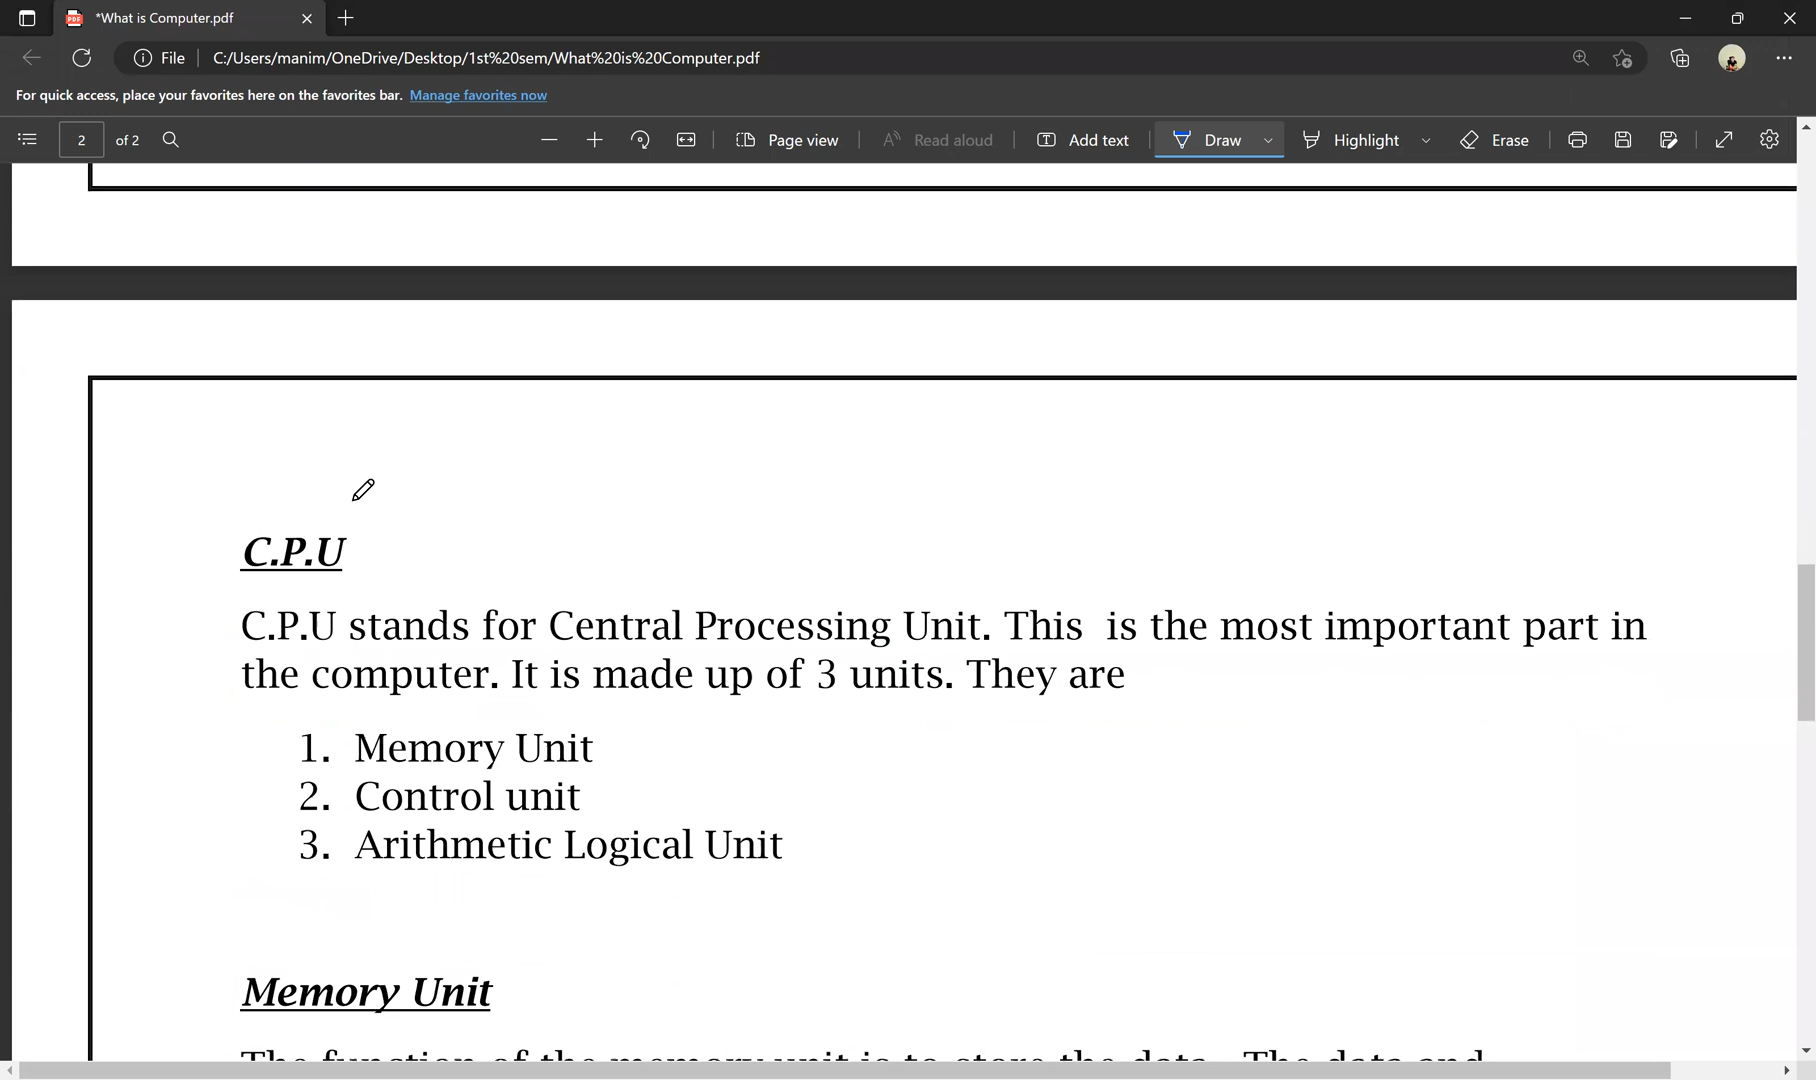 *What is Computer.pdf
File C:/Users/manim/OneDrive/Desktop/1st%20sem/What%20is%20Computer.pdf
For quick access, place your favorites here on the favorites bar. Manage favorites now
2 of 2 Page view Read aloud Add text Draw Highlight Erase
C.P.U
C.P.U stands for Central Processing Unit. This is the most important part in
the computer. It is made up of 3 units. They are
1. Memory Unit
2. Control unit
3. Arithmetic Logical Unit
Memory Unit
The function of the memory unit is to store the data. The data and